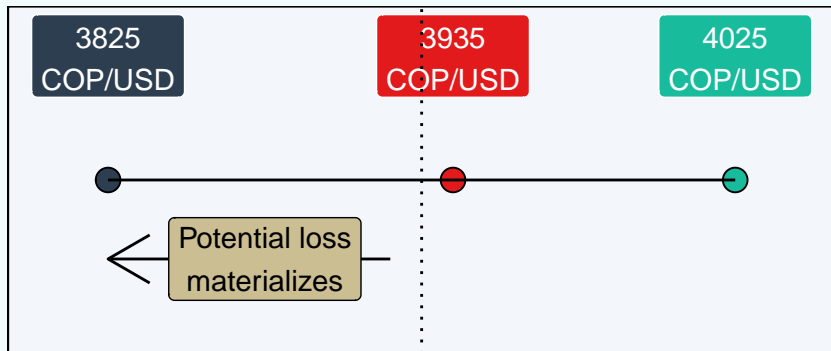 3825
COP/USD
3935
COP/USD
4025
COP/USD
Potential loss
materializes